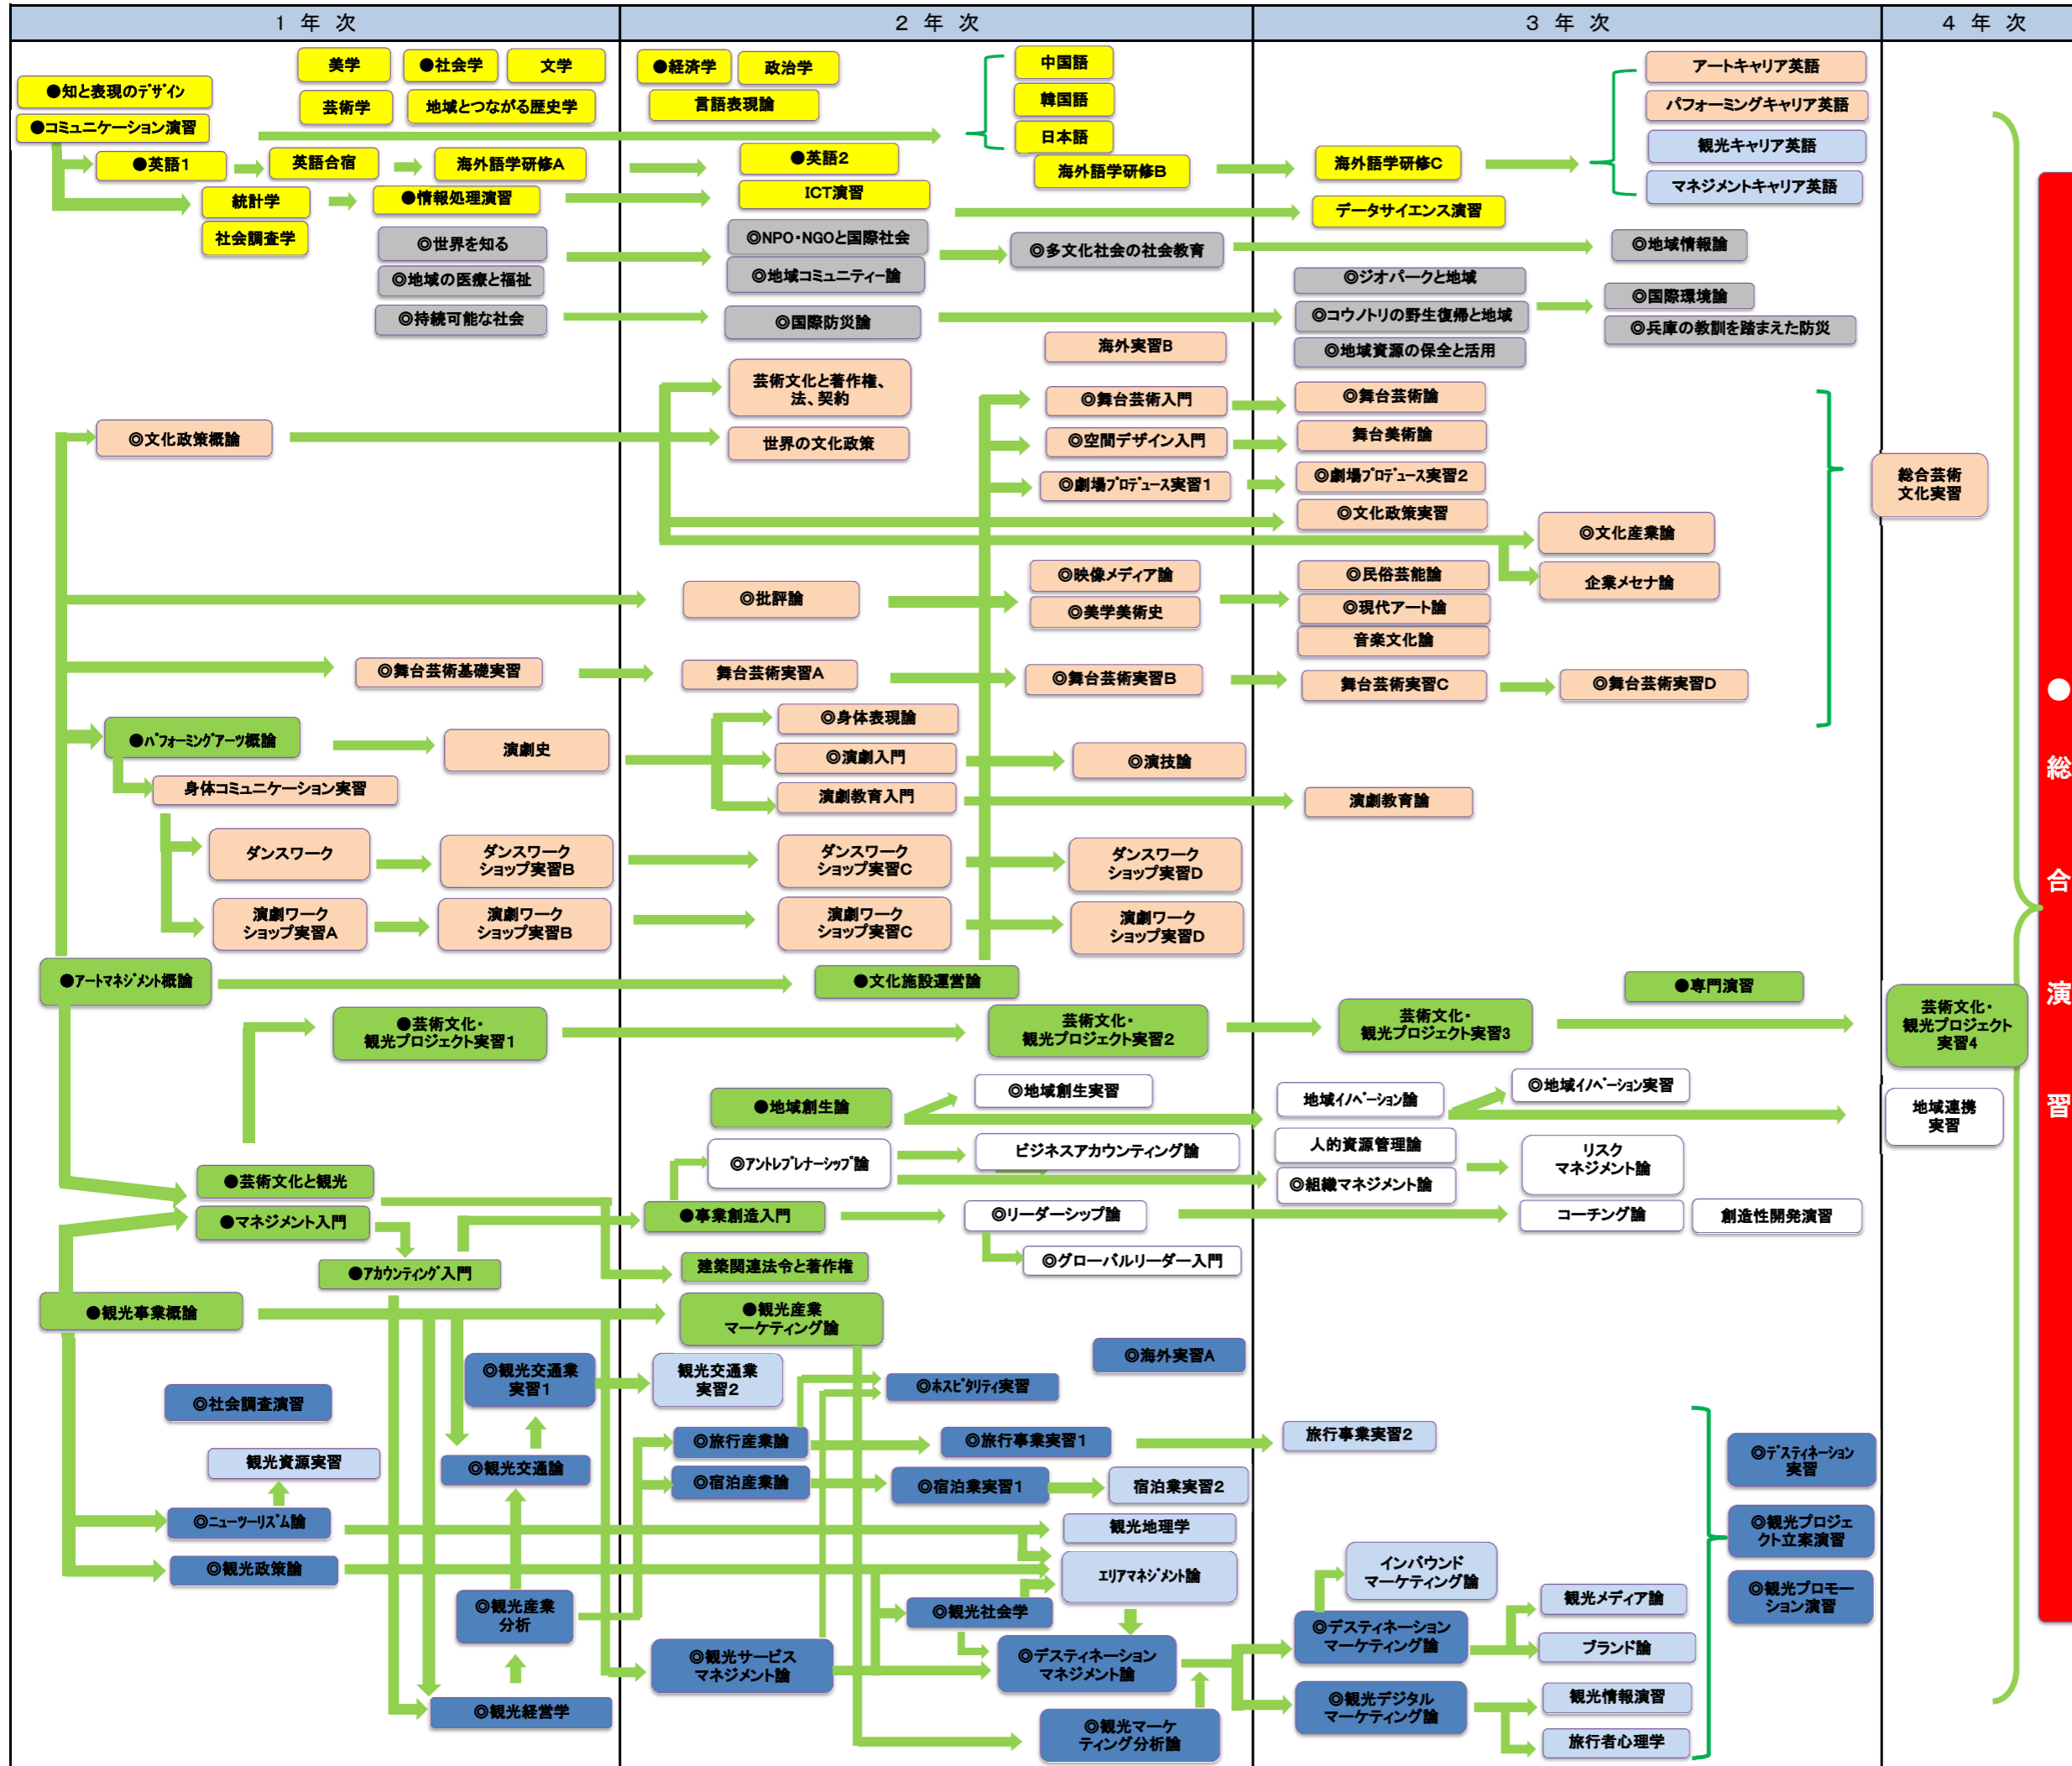 １ 年 次
２ 年 次
３ 年 次
４ 年 次
美学
●社会学
文学
●知と表現のデザイン
芸術学
地域とつながる歴史学
●コミュニケーション演習
●英語1
英語合宿
海外語学研修A
統計学
●情報処理演習
社会調査学
◎世界を知る
◎地域の医療と福祉
◎持続可能な社会
◎文化政策概論
◎舞台芸術基礎実習
●パフォーミングアーツ概論
演劇史
身体コミュニケーション実習
ダンスワーク
ダンスワーク
ショップ実習B
演劇ワーク
ショップ実習A
演劇ワーク
ショップ実習B
●アートマネジメント概論
●芸術文化・
観光プロジェクト実習1
●芸術文化と観光
●マネジメント入門
●アカウンティング入門
●観光事業概論
◎観光交通業
実習1
◎社会調査演習
観光資源実習
◎観光交通論
◎ニューツーリズム論
◎観光政策論
◎観光産業
分析
◎観光経営学
●経済学
政治学
言語表現論
中国語
韓国語
日本語
●英語2
海外語学研修B
ICT演習
◎NPO・NGOと国際社会
◎多文化社会の社会教育
◎地域コミュニティー論
◎国際防災論
海外実習B
芸術文化と著作権、
法、契約
世界の文化政策
◎舞台芸術入門
◎空間デザイン入門
◎劇場プロデュース実習1
◎映像メディア論
◎批評論
◎美学美術史
舞台芸術実習A
◎舞台芸術実習B
◎身体表現論
◎演劇入門
◎演技論
演劇教育入門
ダンスワーク
ショップ実習C
ダンスワーク
ショップ実習D
演劇ワーク
ショップ実習C
演劇ワーク
ショップ実習D
●文化施設運営論
芸術文化・
観光プロジェクト実習2
●地域創生論
◎地域創生実習
◎アントレプレナーシップ論
ビジネスアカウンティング論
●事業創造入門
◎リーダーシップ論
◎グローバルリーダー入門
建築関連法令と著作権
●観光産業
マーケティング論
◎海外実習A
観光交通業
実習2
◎ホスピタリティ実習
◎旅行産業論
◎旅行事業実習1
◎宿泊産業論
◎宿泊業実習1
宿泊業実習2
観光地理学
エリアマネジメント論
◎観光社会学
◎観光サービス
マネジメント論
◎デスティネーション
マネジメント論
◎観光マーケ
ティング分析論
アートキャリア英語
パフォーミングキャリア英語
観光キャリア英語
マネジメントキャリア英語
海外語学研修C
データサイエンス演習
◎地域情報論
◎ジオパークと地域
◎国際環境論
◎コウノトリの野生復帰と地域
◎兵庫の教訓を踏まえた防災
◎地域資源の保全と活用
◎舞台芸術論
舞台美術論
◎劇場プロデュース実習2
◎文化政策実習
◎文化産業論
企業メセナ論
◎民俗芸能論
◎現代アート論
音楽文化論
舞台芸術実習C
◎舞台芸術実習D
演劇教育論
●専門演習
芸術文化・
観光プロジェクト実習3
地域イノベーション論
◎地域イノベーション実習
人的資源管理論
リスク
マネジメント論
◎組織マネジメント論
コーチング論
創造性開発演習
旅行事業実習2
◎デスティネーション
実習
◎観光プロジェ
クト立案演習
◎観光プロモー
ション演習
インバウンド
マーケティング論
観光メディア論
◎デスティネーション
マーケティング論
ブランド論
◎観光デジタル
マーケティング論
観光情報演習
旅行者心理学
総合芸術
文化実習
芸術文化・
観光プロジェクト
実習4
地域連携
実習
●総合演習